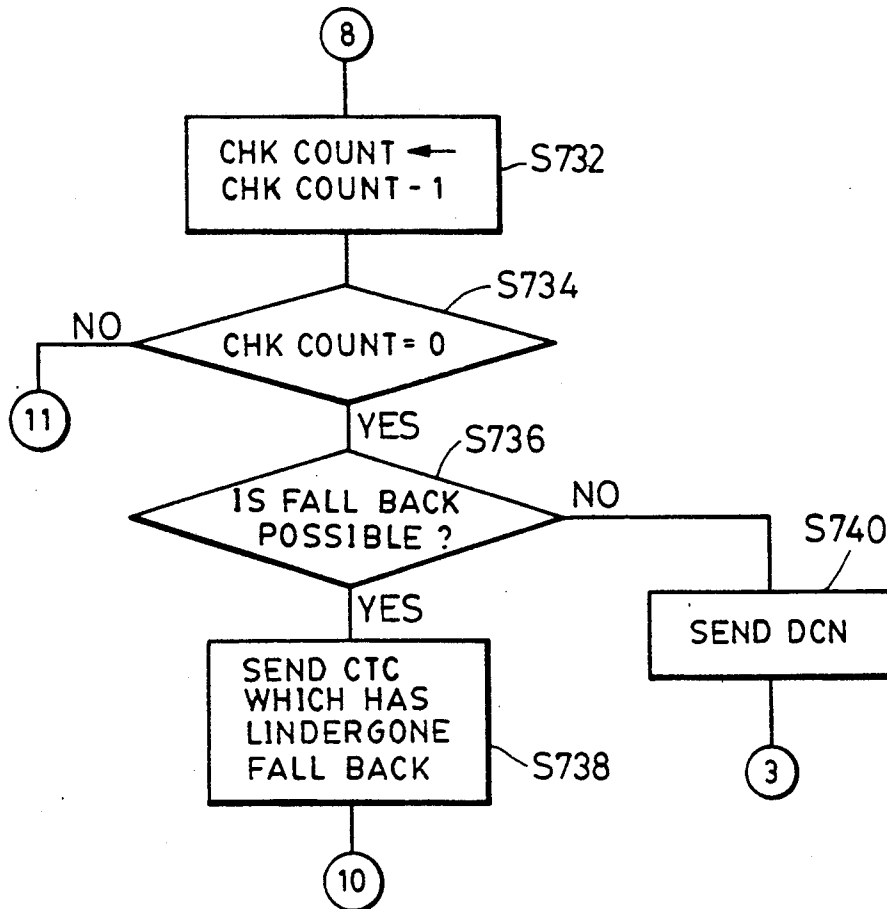 8
CHK COUNT ←
CHK COUNT - 1
S732
S734
NO
CHK COUNT = 0
11
YES
S736
IS FALL BACK
POSSIBLE ?
NO
S740
YES
SEND DCN
SEND CTC
WHICH HAS
LINDERGONE
FALL BACK
S738
3
10